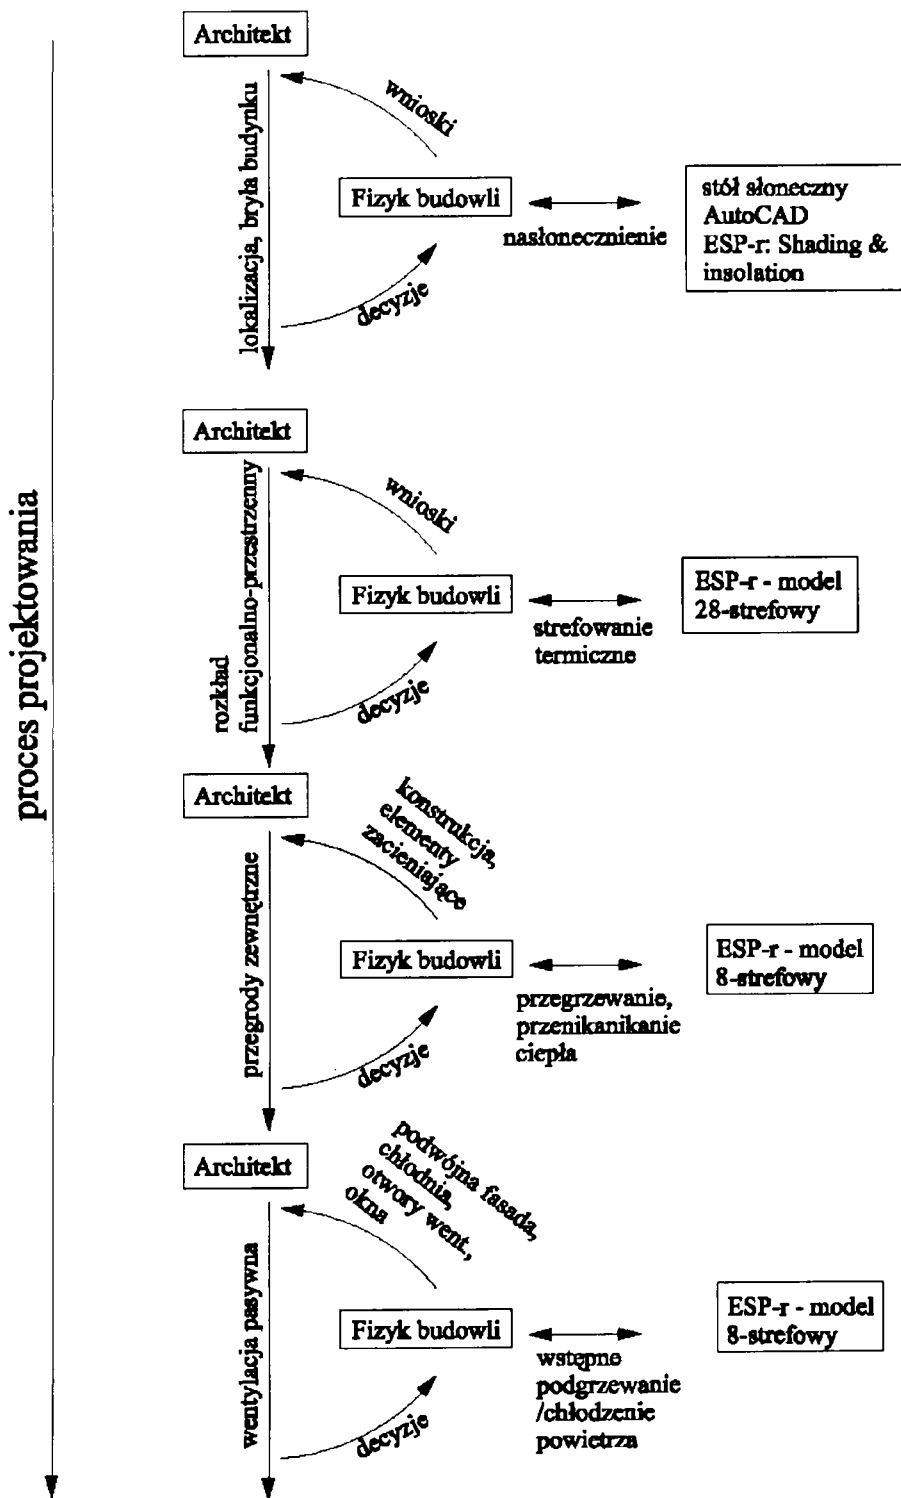 proces projektowania
Architekt
lokalizacja, bryła budynku
wnioski
Fizyk budowli
nasłonecznienie
decyzje
stół słoneczny
AutoCAD
ESP-r: Shading &
insolation
Architekt
rozkład
funkcjonalno-przestrzenny
wnioski
Fizyk budowli
strefowanie
termiczne
decyzje
ESP-r - model
28-strefowy
Architekt
przegrody zewnętrzne
konstrukcja,
elementy
zacieniające
Fizyk budowli
przegrzewanie,
przenikanikanie
ciepła
decyzje
ESP-r - model
8-strefowy
Architekt
wentylacja pasywna
podwójna fasada,
chłodnia,
otwory went.,
okna
Fizyk budowli
wstępne
podgrzewanie
/chłodzenie
powietrza
decyzje
ESP-r - model
8-strefowy